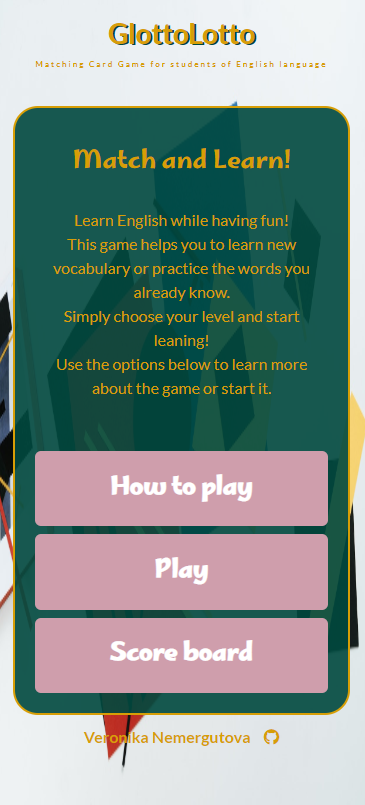 GlottoLotto
Matching Card Game for students of English language
Match and Learn!
Learn English while having fun!
This game helps you to learn new
vocabulary or practice the words you
already know.
Simply choose your level and start
leaning!
Use the options below to learn more
about the game or start it.
How to play
Play
Score board
Veronika Nemergutova